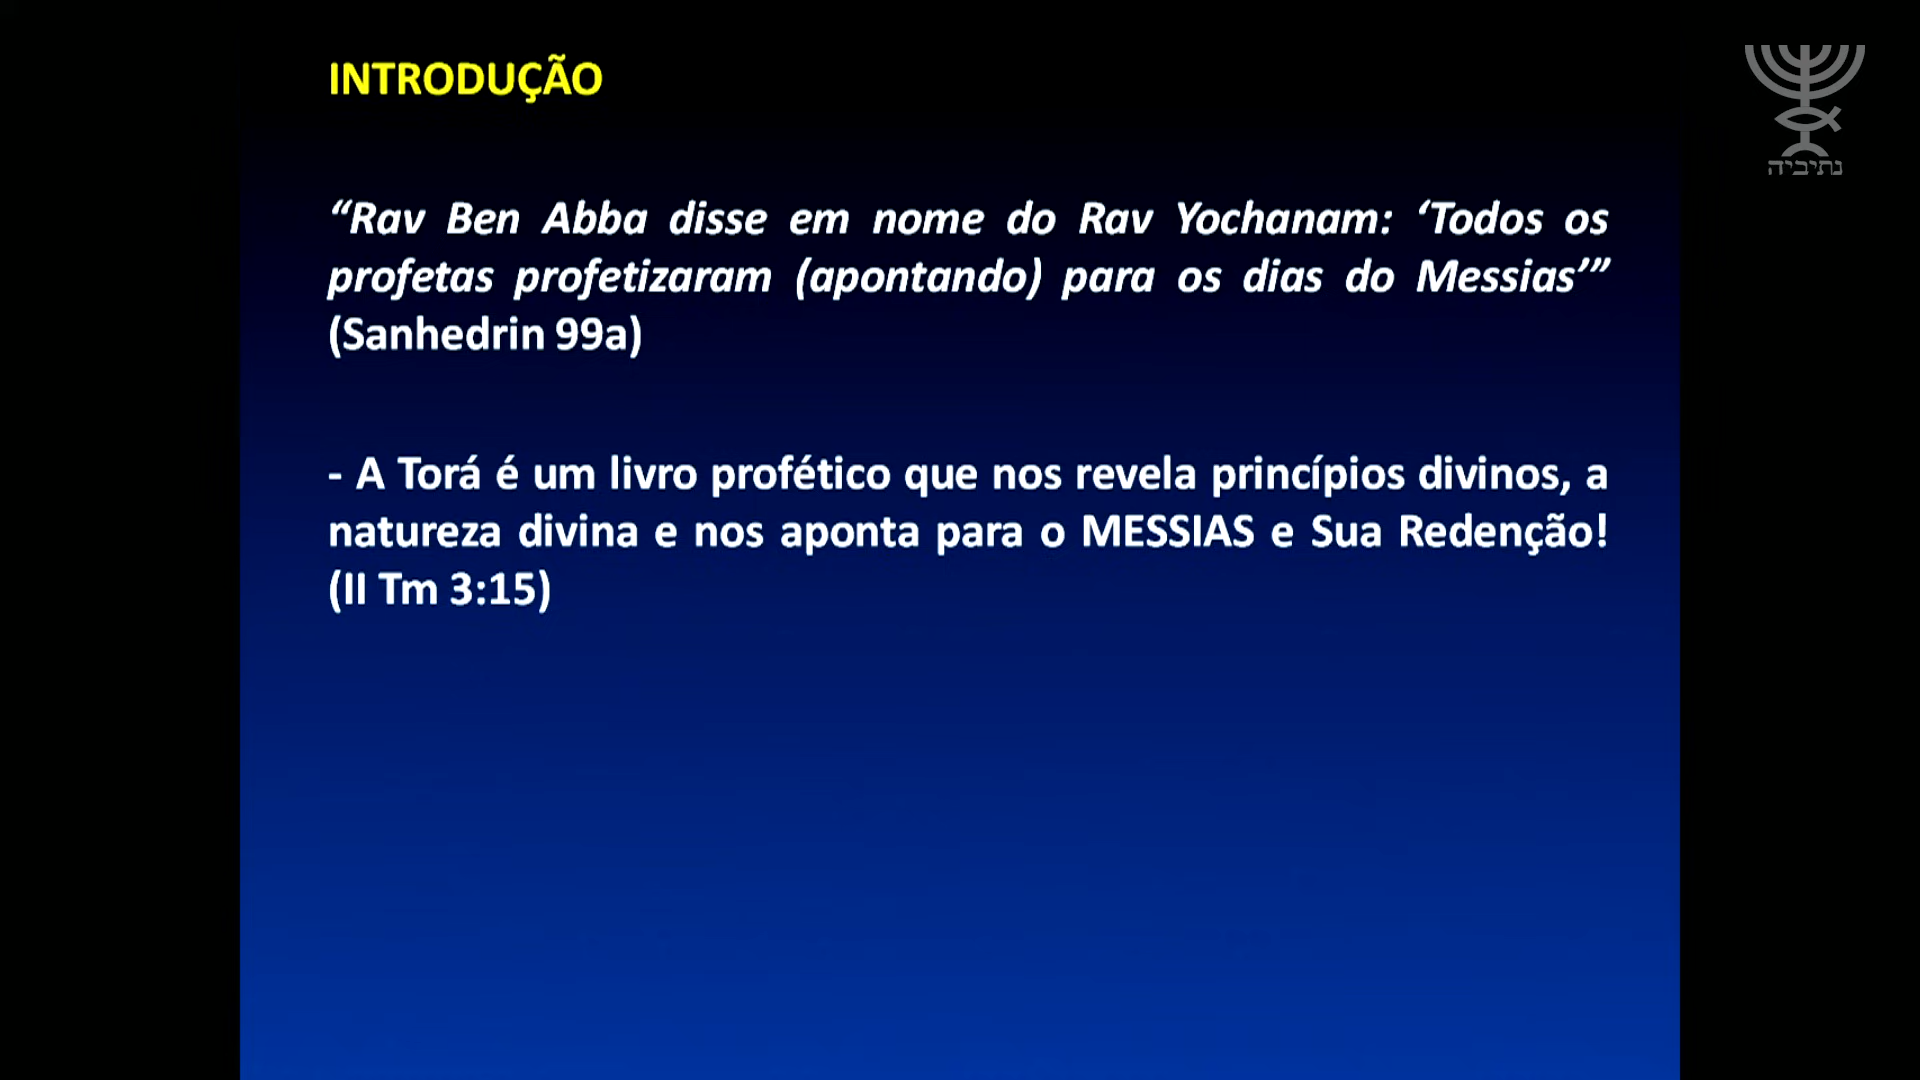 INTRODUÇÃO
“Rav Ben Abba disse em nome do Rav Yochanam: ‘Todos os
profetas profetizaram (apontando) para os dias do Messias’”
(Sanhedrin 99a)
- A Torá é um livro profético que nos revela princípios divinos, a
natureza divina e nos aponta para o MESSIAS e Sua Redenção!
(II Tm 3:15)
נתיביה